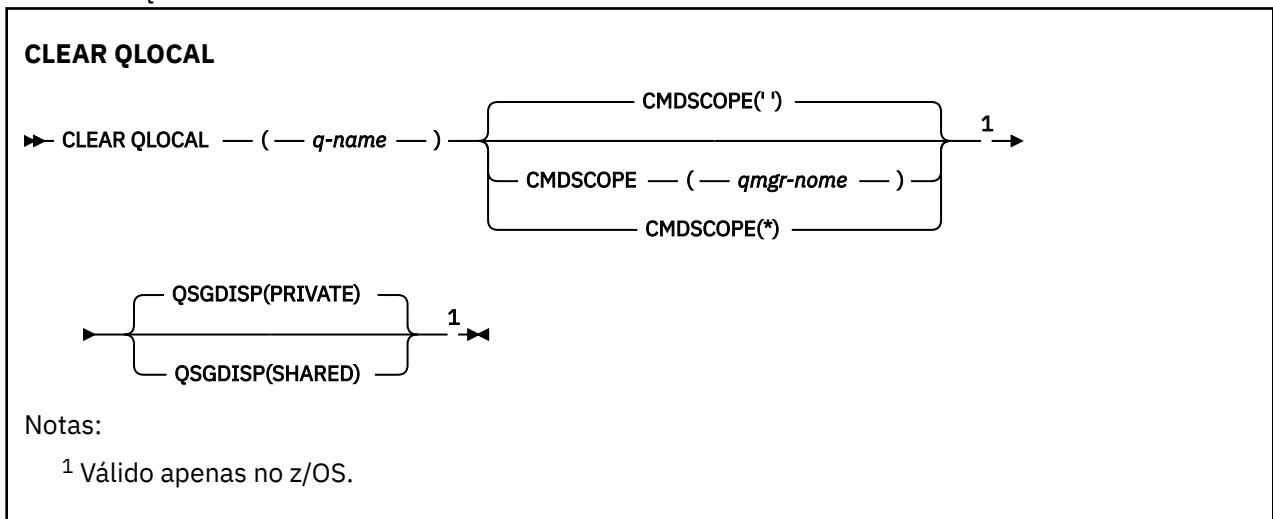 CLEAR QLOCAL
CMDSCOPE(' ')
CLEAR QLOCAL ( q-name ) 1
CMDSCOPE ( qmgr-nome )
CMDSCOPE(*)
QSGDISP(PRIVATE)
1
QSGDISP(SHARED)
Notas:
1 Válido apenas no z/OS.